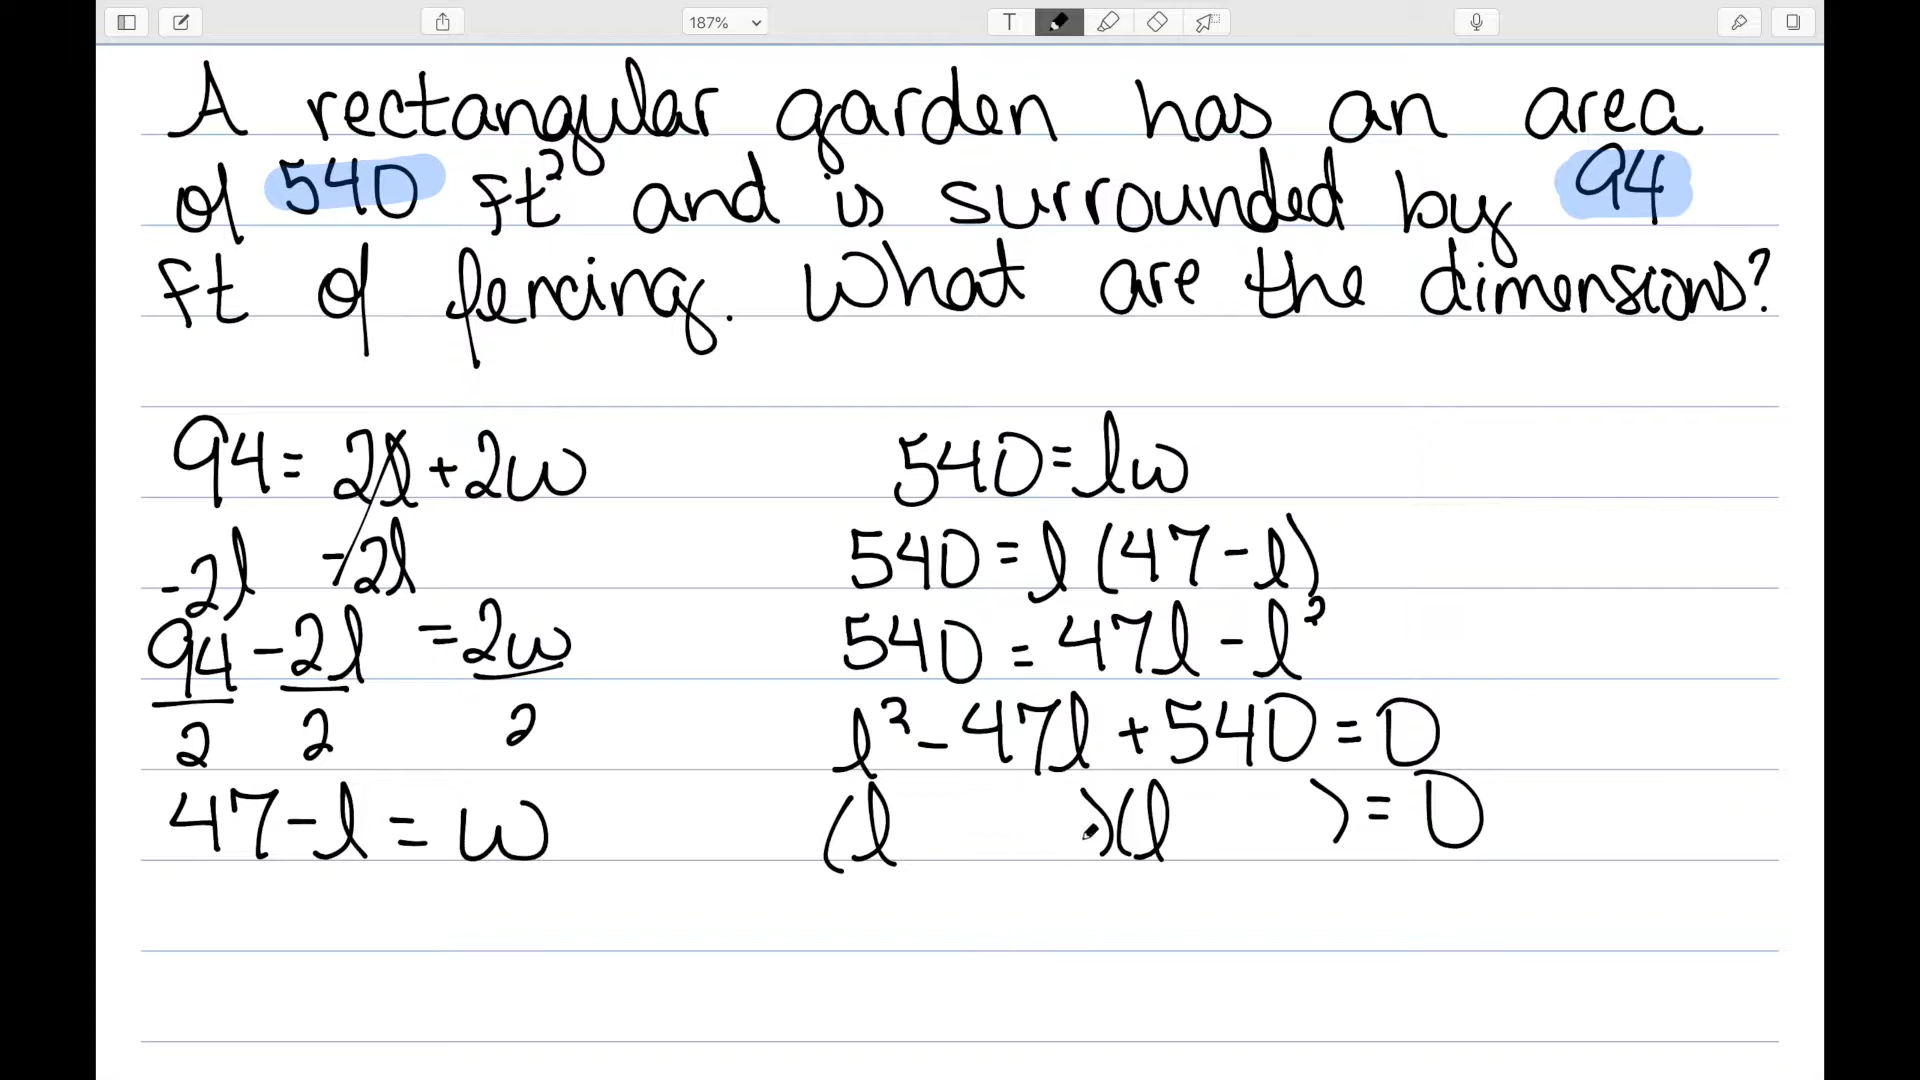 187%
T
A rectangular garden has an area
of 540 ft² and is surrounded by 94
ft of fencing. What are the dimensions?
94 = 2l + 2w
-2l -2l
94 - 2l = 2w
2 2 2
47 - l = w
540 = lw
540 = l(47 - l)
540 = 47l - l²
l² - 47l + 540 = 0
(l )(l ) = 0